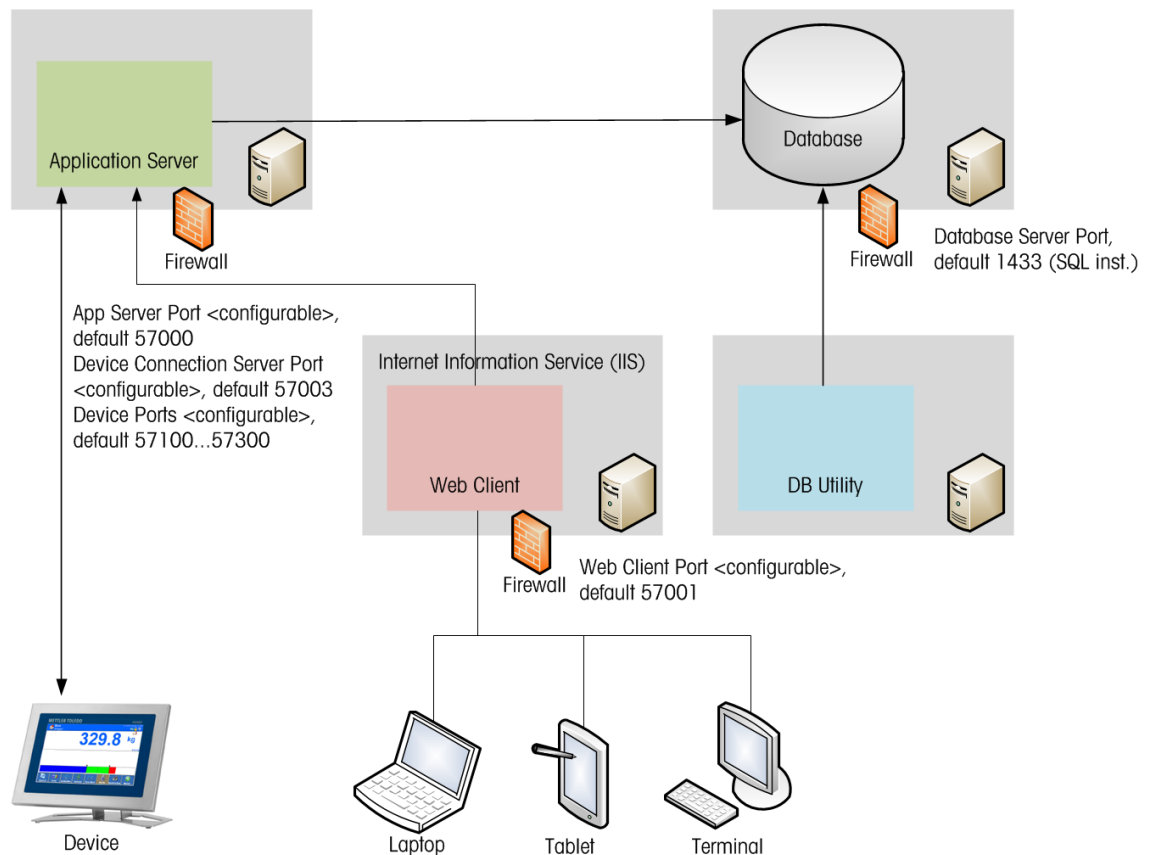 Application Server
Database
Firewall
Firewall
Database Server Port,
default 1433 (SQL inst.)
App Server Port <configurable>,
default 57000
Device Connection Server Port
<configurable>, default 57003
Device Ports <configurable>,
default 57100...57300
Internet Information Service (IIS)
Web Client
DB Utility
Firewall
Web Client Port <configurable>,
default 57001
METTLER TOLEDO
329.8 kg
Device
Laptop
Tablet
Terminal